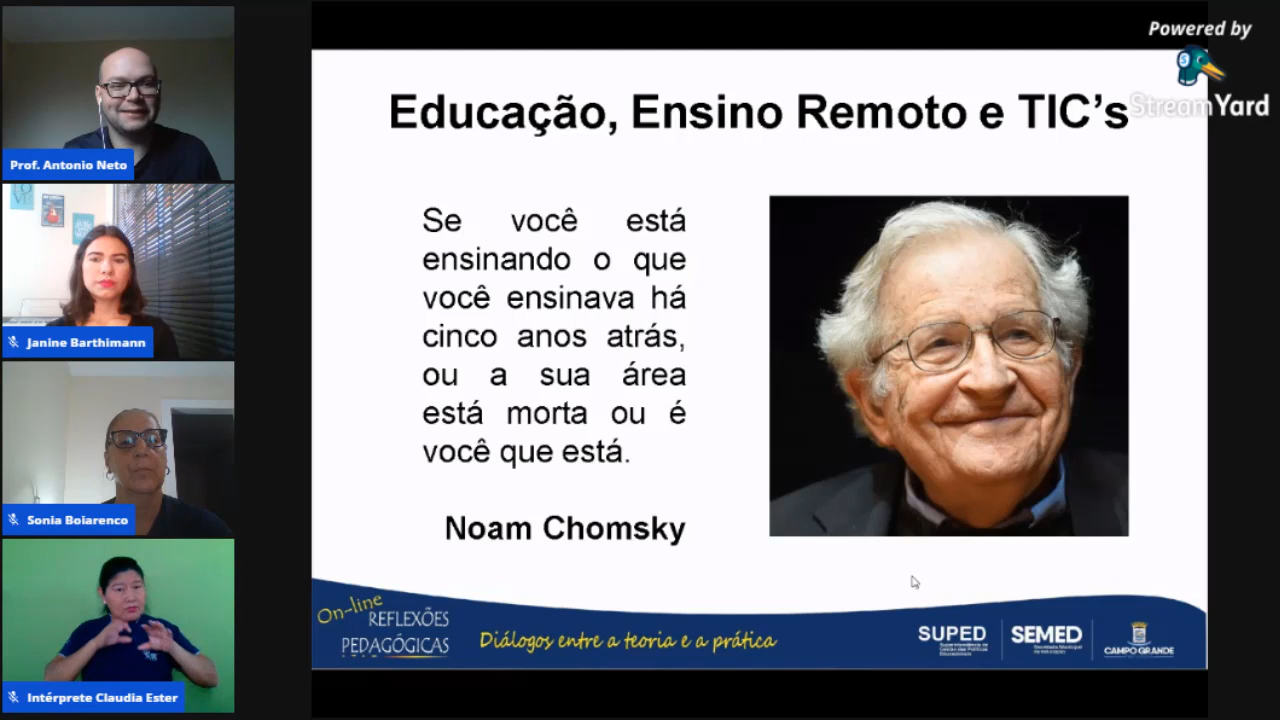 Powered by
StreamYard
Educação, Ensino Remoto e TIC’s
Se você está
ensinando o que
você ensinava há
cinco anos atrás,
ou a sua área
está morta ou é
você que está.
Noam Chomsky
Prof. Antonio Neto
Janine Barthimann
Sonia Boiarenco
Intérprete Claudia Ester
On-line
REFLEXÕES
PEDAGÓGICAS
Diálogos entre a teoria e a prática
SUPED
SEMED
CAMPO GRANDE